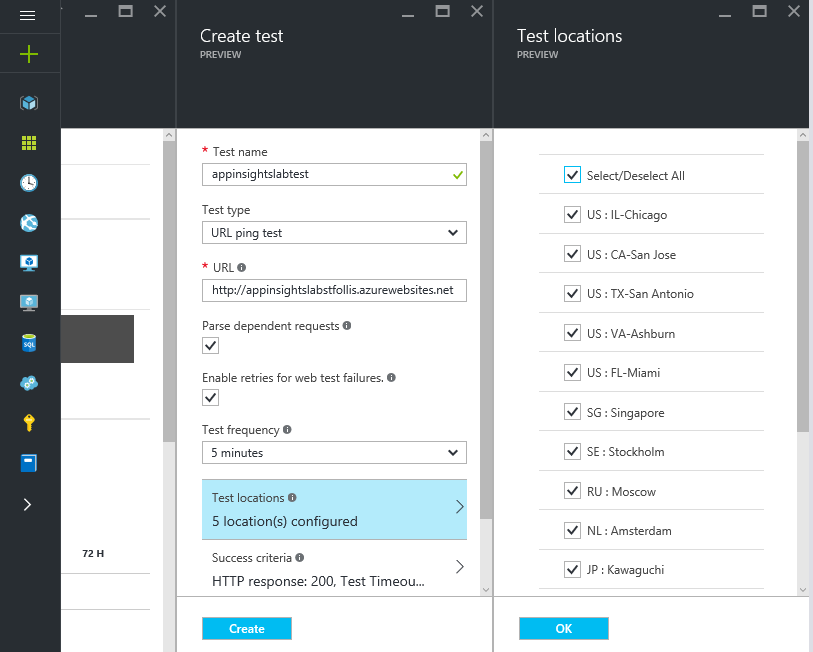 Create test
PREVIEW
* Test name
appinsightslabtest
Test type
URL ping test
* URL
http://appinsightslabstfollis.azurewebsites.net
Parse dependent requests
Enable retries for web test failures.
Test frequency
5 minutes
Test locations
5 location(s) configured
Success criteria
HTTP response: 200, Test Timeou...
Create
72 H
SQL
Test locations
PREVIEW
Select/Deselect All
US : IL-Chicago
US : CA-San Jose
US : TX-San Antonio
US : VA-Ashburn
US : FL-Miami
SG : Singapore
SE : Stockholm
RU : Moscow
NL : Amsterdam
JP : Kawaguchi
OK